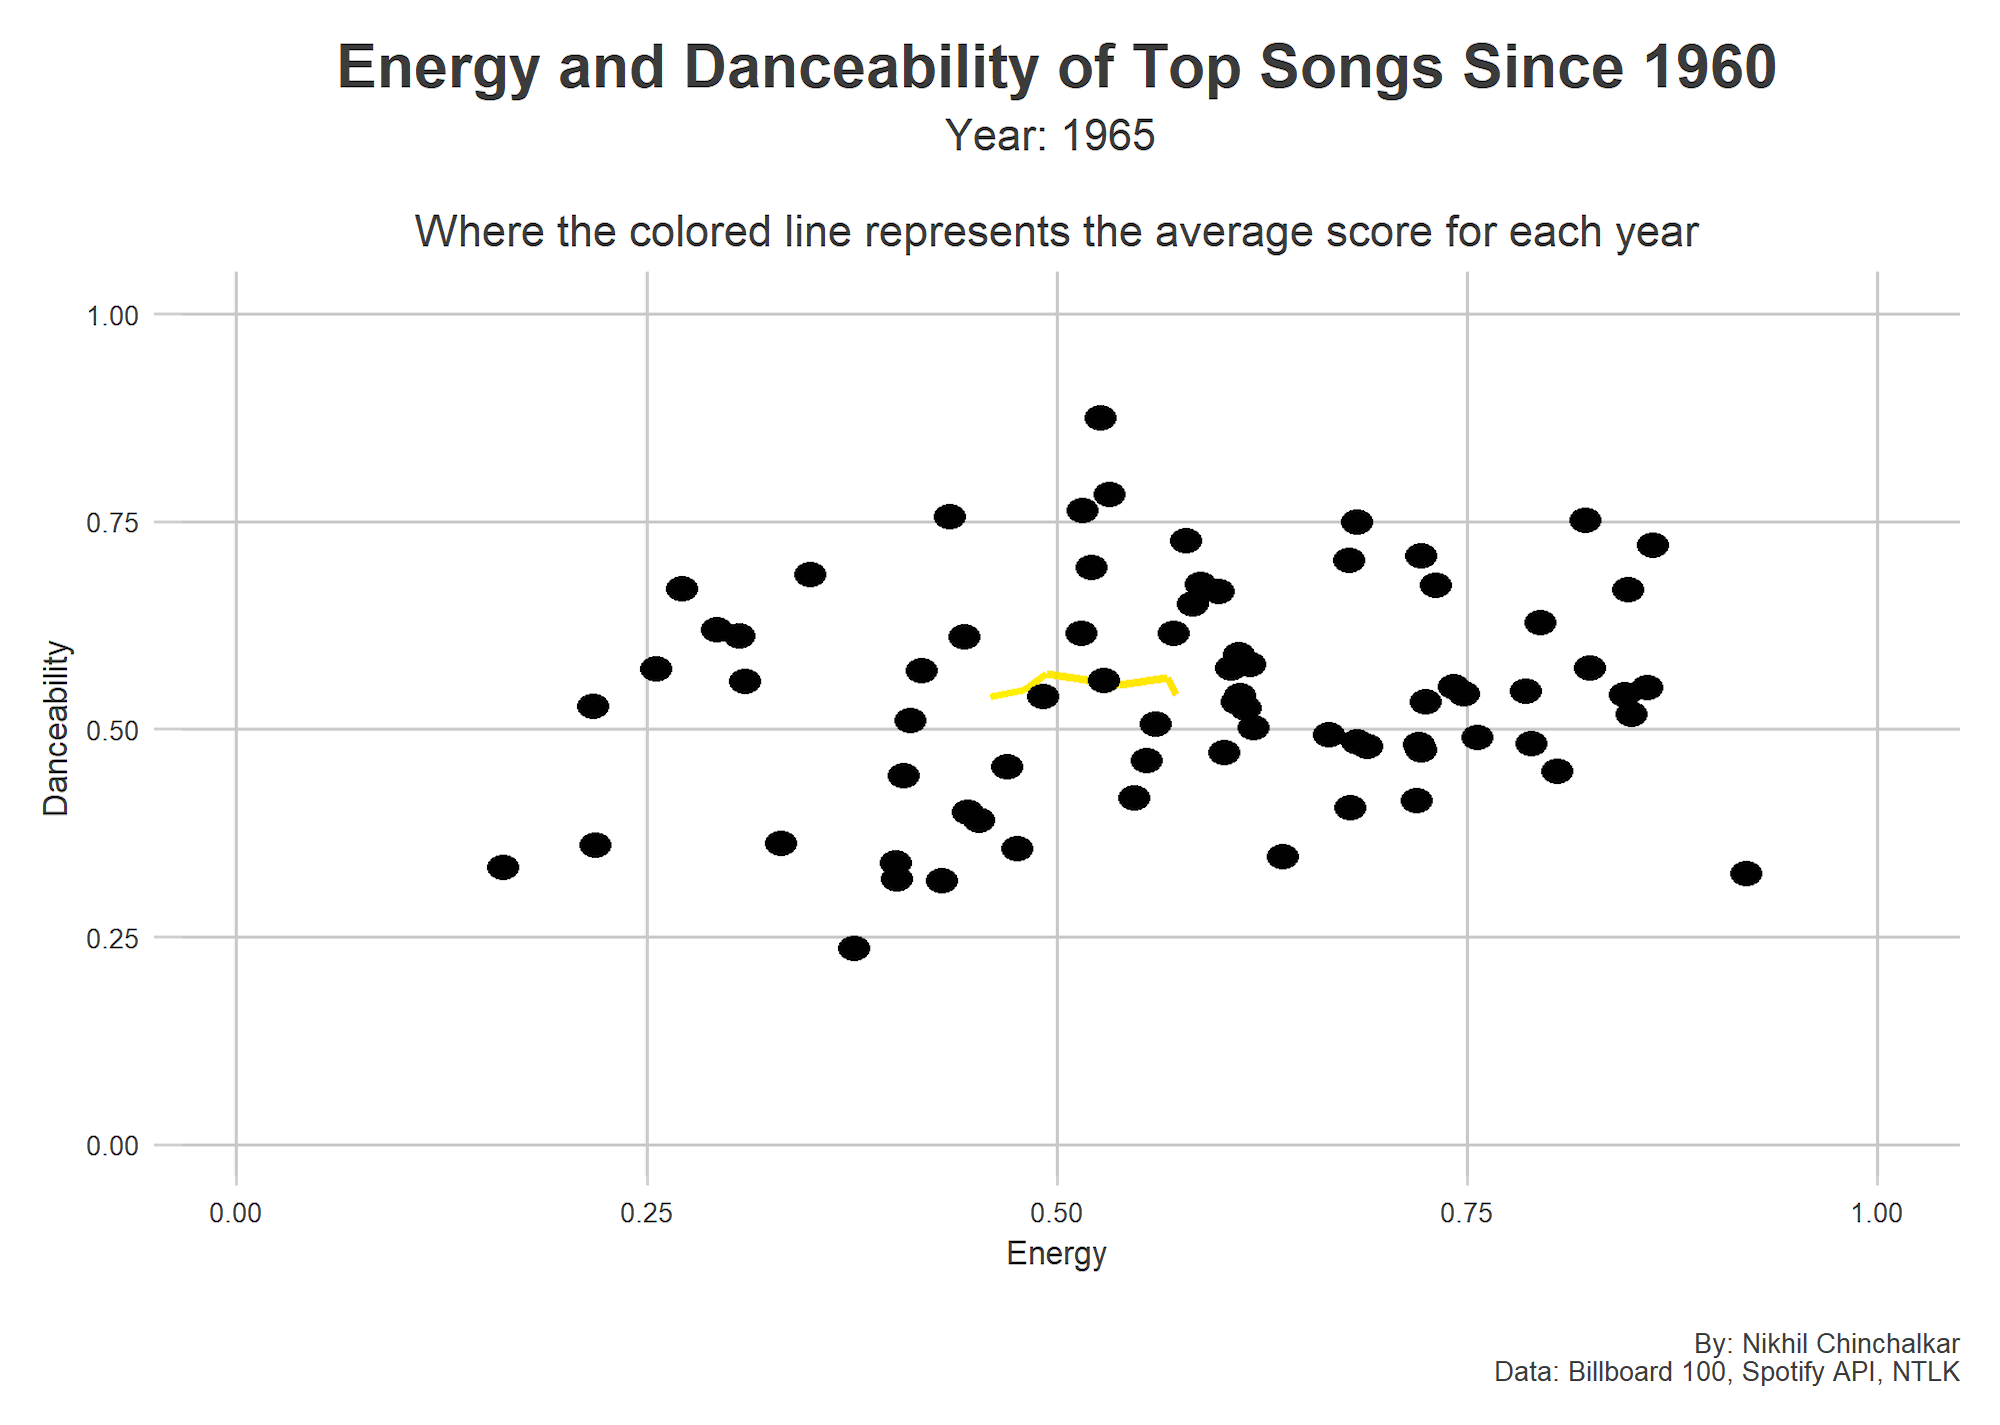 Energy and Danceability of Top Songs Since 1960
Year: 1965
Where the colored line represents the average score for each year
1.00
0.75
0.50
0.25
0.00
Danceability
0.00 0.25 0.50 0.75 1.00
Energy
By: Nikhil Chinchalkar
Data: Billboard 100, Spotify API, NTLK